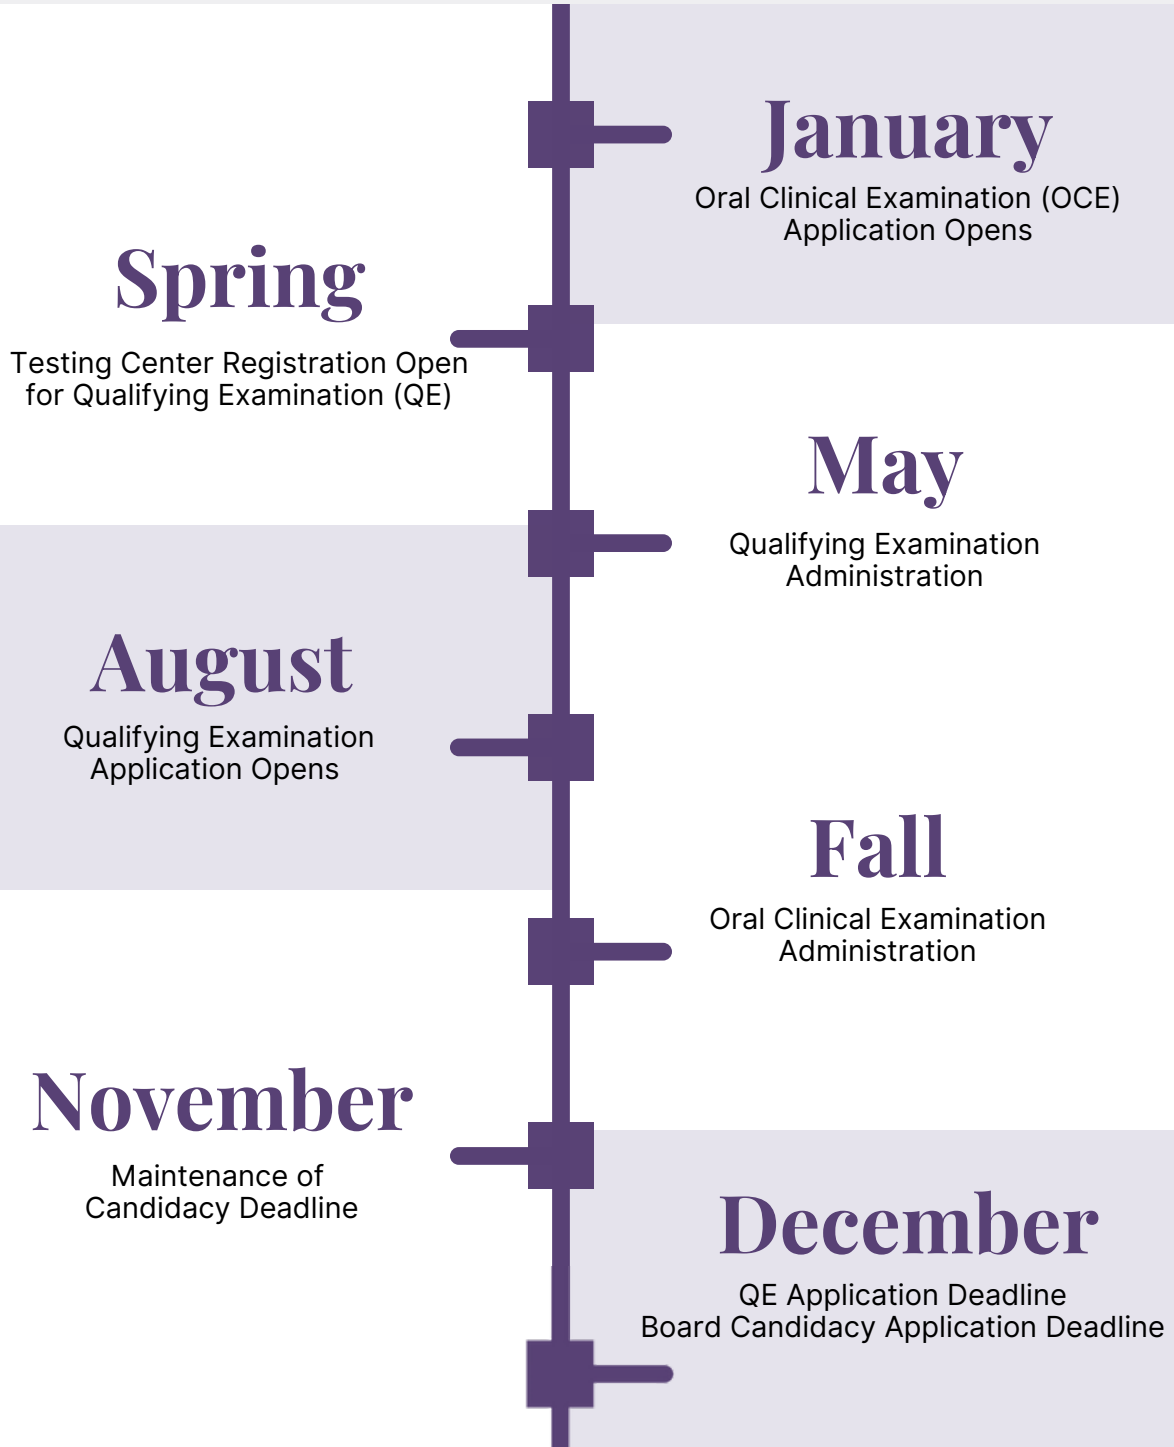 January
Oral Clinical Examination (OCE)
Application Opens
Spring
Testing Center Registration Open
for Qualifying Examination (QE)
May
Qualifying Examination
Administration
August
Qualifying Examination
Application Opens
Fall
Oral Clinical Examination
Administration
November
Maintenance of
Candidacy Deadline
December
QE Application Deadline
Board Candidacy Application Deadline